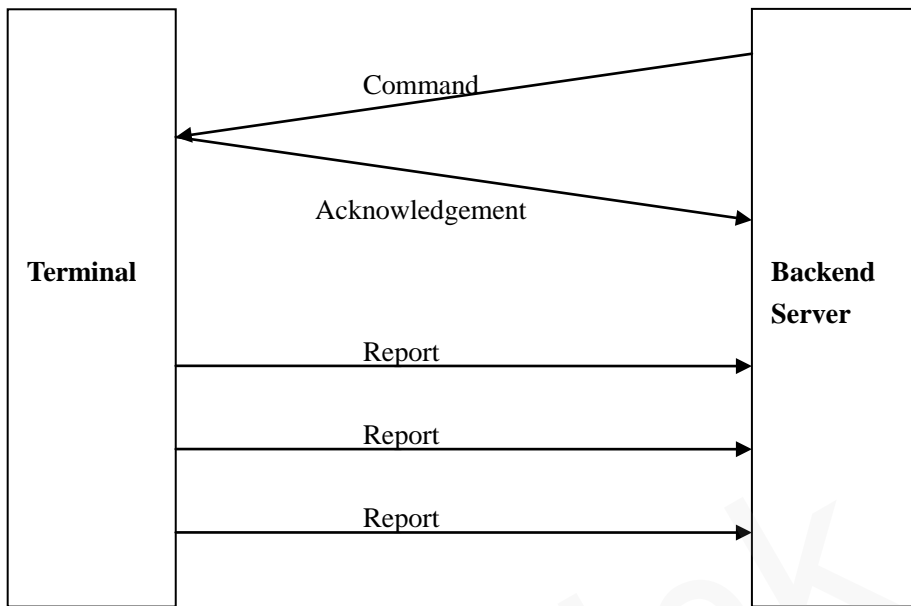 Command
Acknowledgement
Terminal
Backend
Server
Report
Report
Report